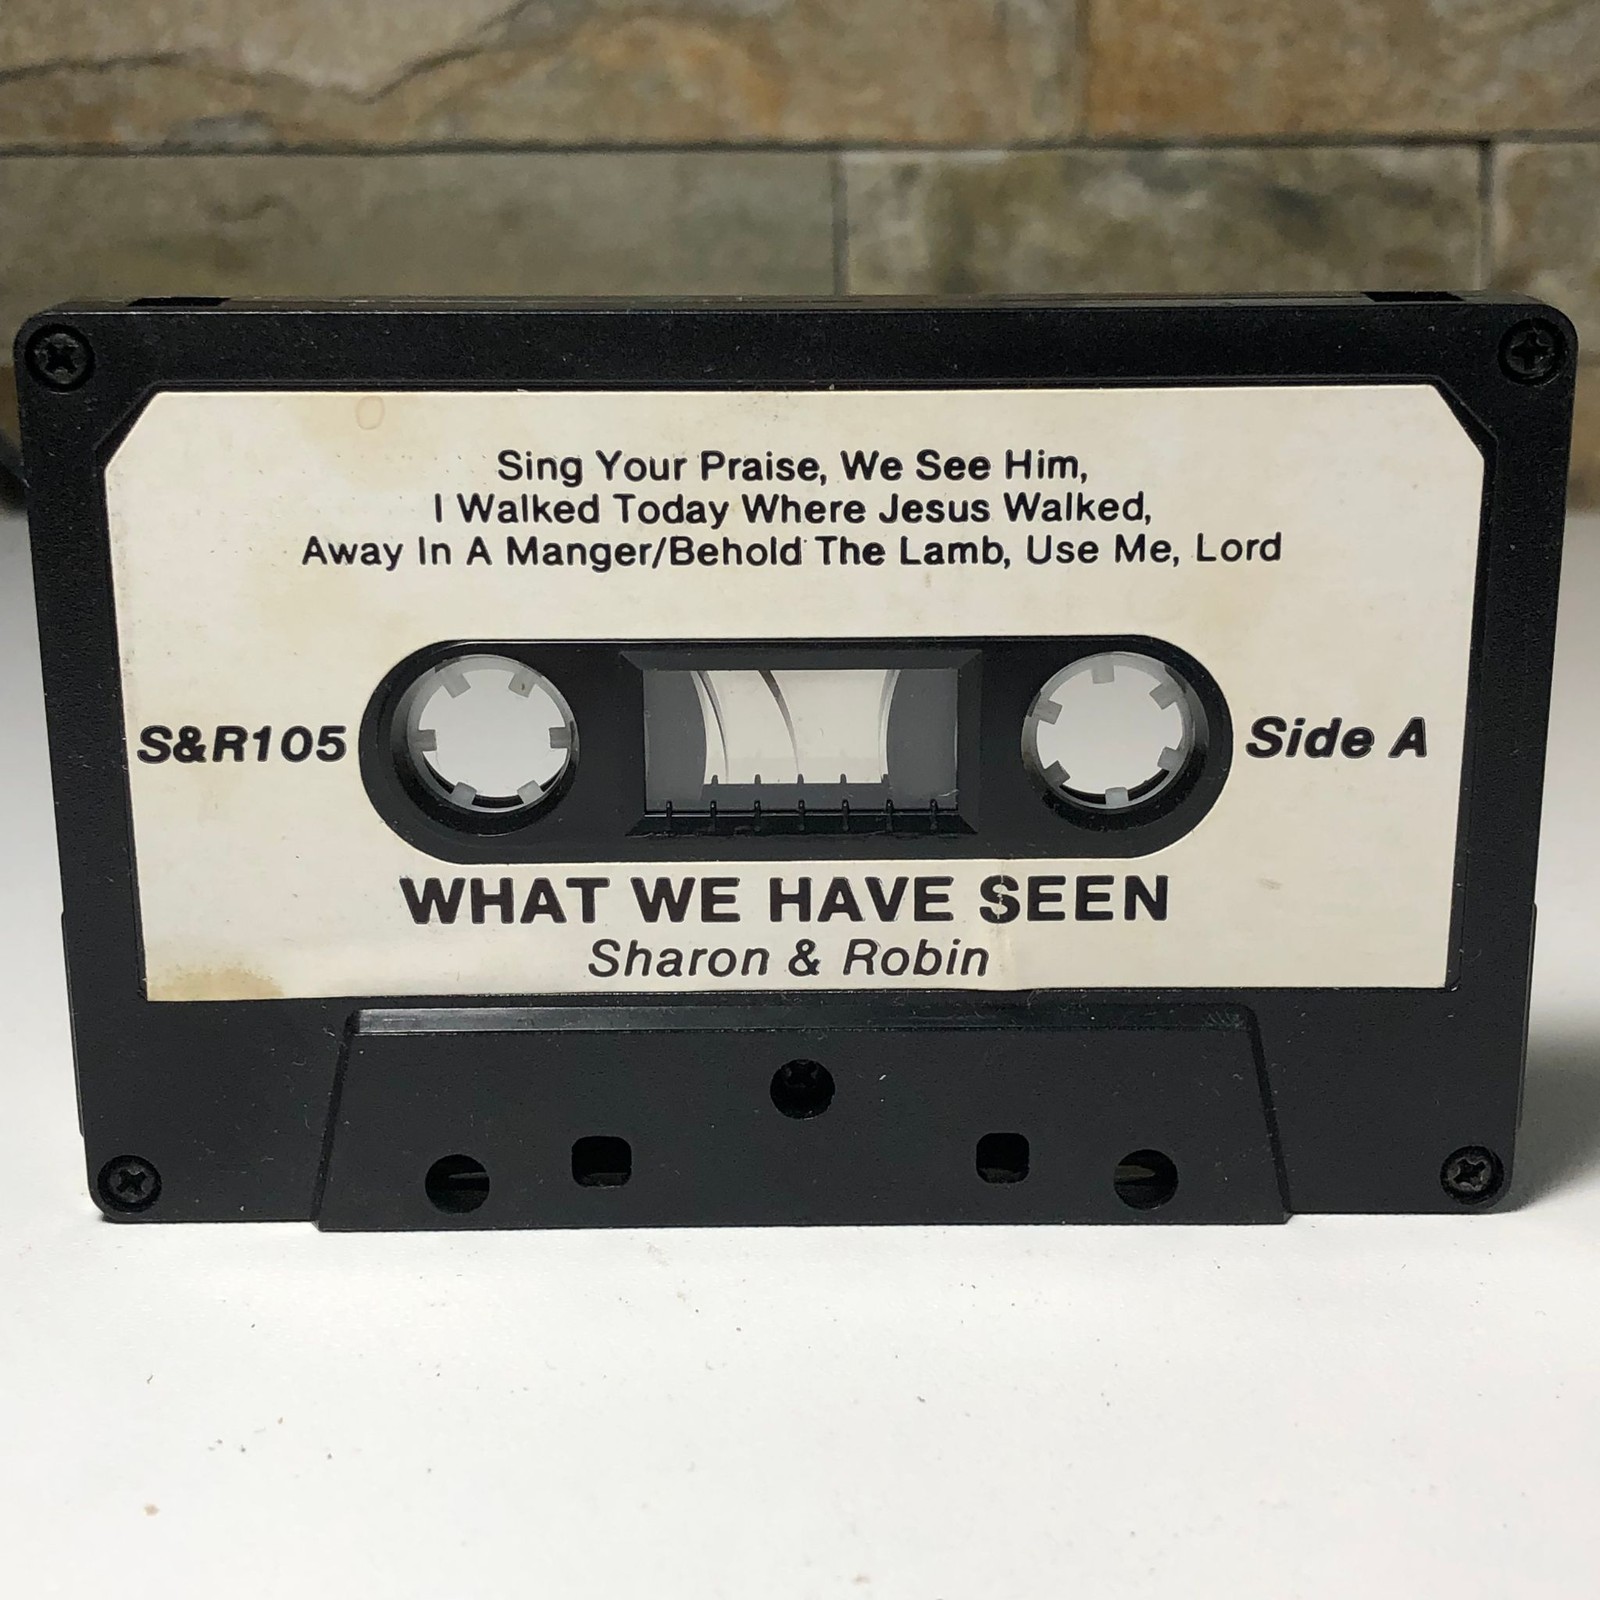 Sing Your Praise, We See Him,
I Walked Today Where Jesus Walked,
Away In A Manger/Behold The Lamb, Use Me, Lord
S&R105
Side A
WHAT WE HAVE SEEN
Sharon & Robin